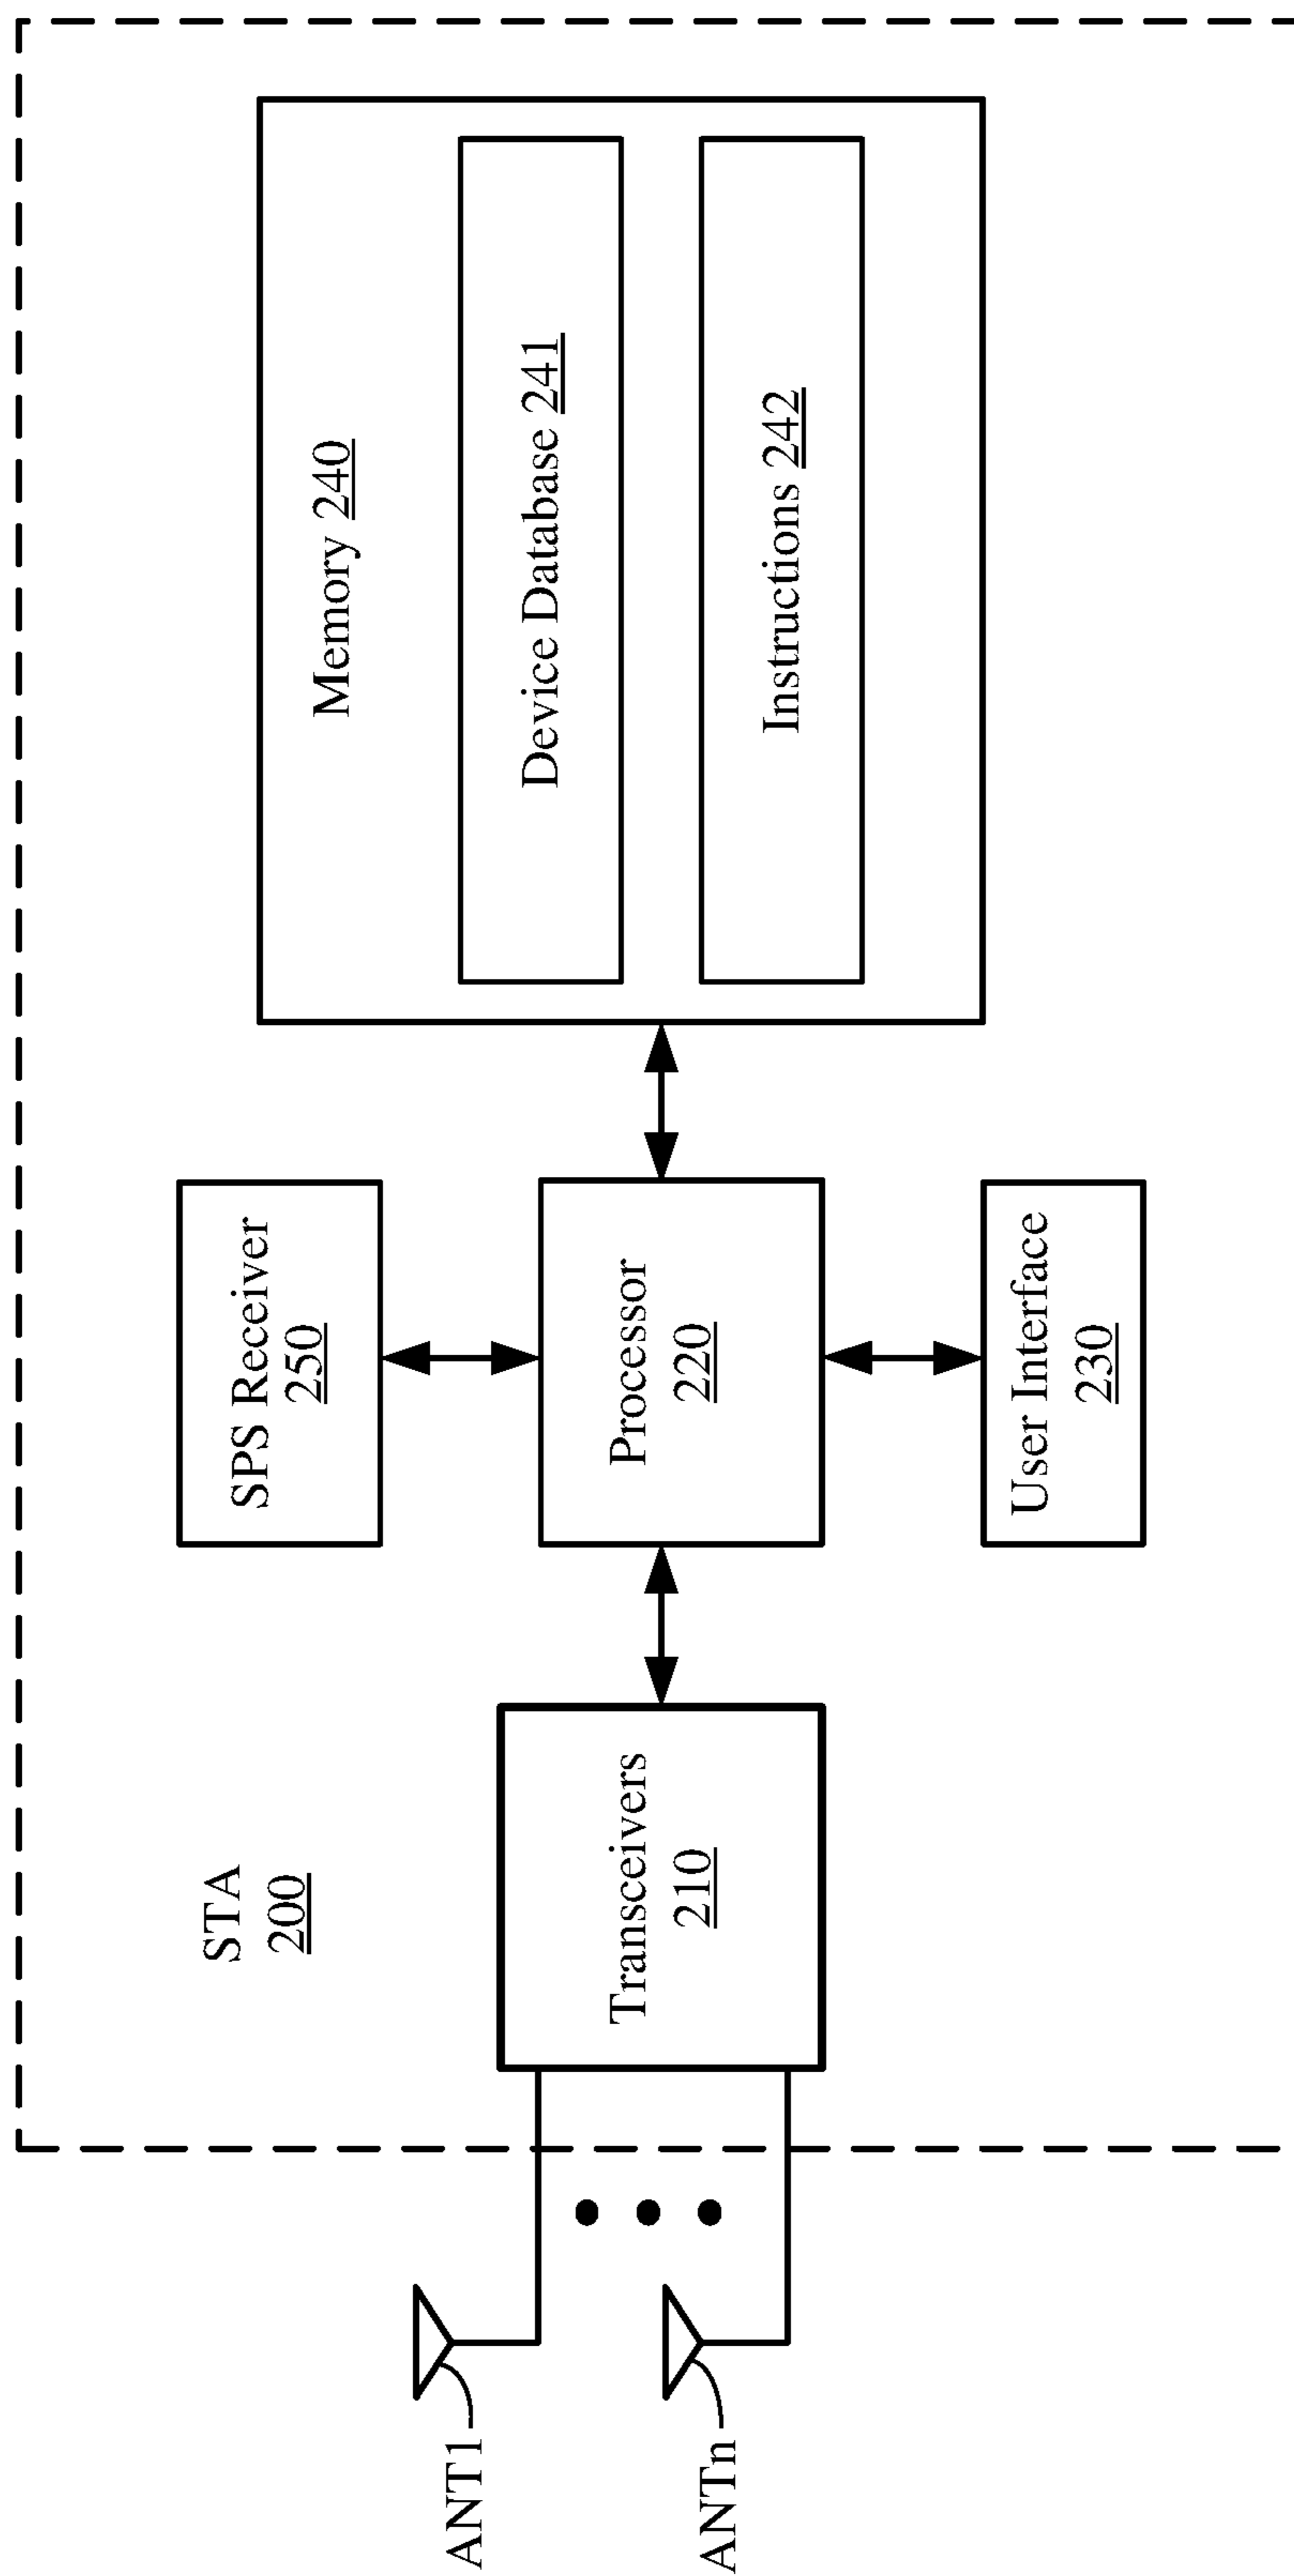 STA
200
ANT1
ANTn
Transceivers
210
SPS Receiver
250
Processor
220
User Interface
230
Memory 240
Device Database 241
Instructions 242